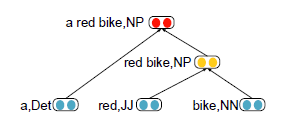 a red bike,NP
red bike,NP
a,Det
red,JJ
bike,NN